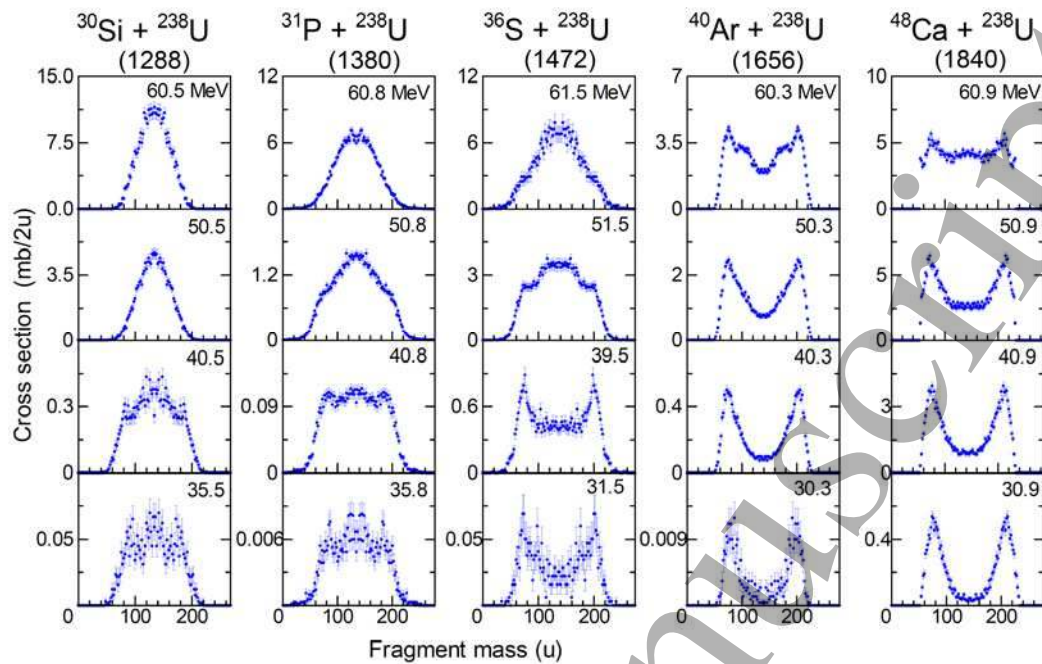 30Si + 238U 31P + 238U 36S + 238U 40Ar + 238U 48Ca + 238U
(1288) (1380) (1472) (1656) (1840)
15.0 60.5 MeV 12 60.8 MeV 12 61.5 MeV 7 60.3 MeV 10 60.9 MeV
7.5 6 6 3.5 5
0.0 0 0 0 0
50.5 50.8 51.5 50.3 50.9
3.5 1.2 3 2 5
0 0 0 0 0
40.5 40.8 39.5 40.3 40.9
0.3 0.09 0.6 0.4 3
0 0 0 0 0
35.5 35.8 31.5 30.3 30.9
0.05 0.006 0.05 0.009 0.4
0 100 200 0 100 200 0 100 200 0 100 200 0 100 200
Cross section (mb/2u)
Fragment mass (u)
nuscrip